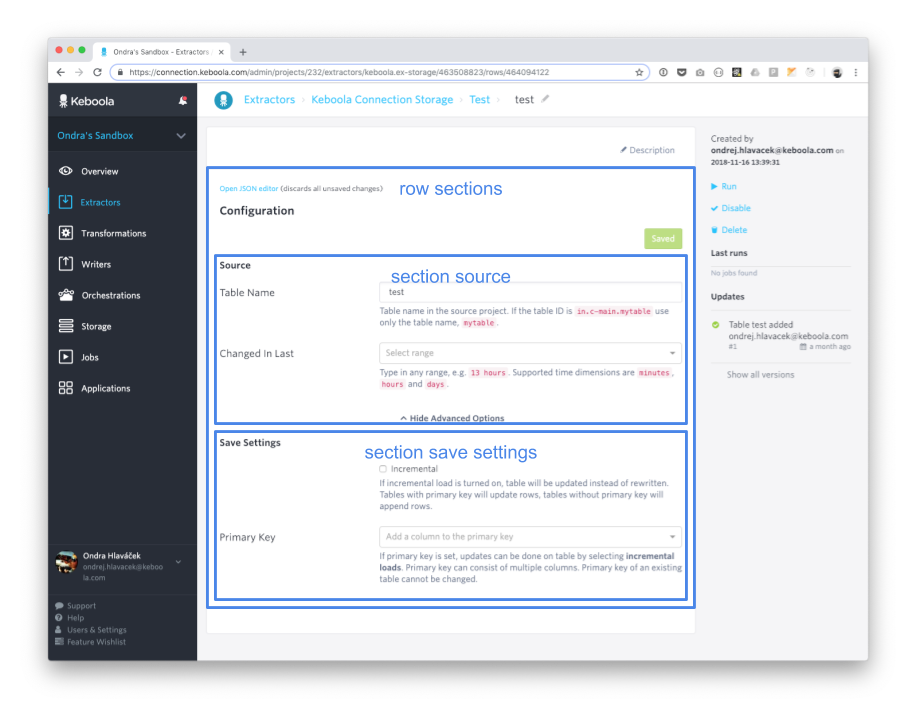 Ondra's Sandbox - Extractors
https://connection.keboola.com/admin/projects/232/extractors/keboola.ex-storage/463508823/rows/464094122
Keboola
Extractors
Keboola Connection Storage
Test
test
Ondra's Sandbox
Overview
Extractors
Transformations
Writers
Orchestrations
Storage
Jobs
Applications
Ondra Hlaváček
ondrej.hlavacek@keboo
la.com
Support
Help
Users & Settings
Feature Wishlist
Description
Open JSON editor (discards all unsaved changes)
row sections
Configuration
Saved
Source
section source
Table Name
test
Table name in the source project. If the table ID is in.c-main.mytable use
only the table name, mytable.
Changed In Last
Select range
Type in any range, e.g. 13 hours. Supported time dimensions are minutes,
hours and days.
Hide Advanced Options
Save Settings
section save settings
Incremental
If incremental load is turned on, table will be updated instead of rewritten.
Tables with primary key will update rows, tables without primary key will
append rows.
Primary Key
Add a column to the primary key
If primary key is set, updates can be done on table by selecting incremental
loads. Primary key can consist of multiple columns. Primary key of an existing
table cannot be changed.
Created by
ondrej.hlavacek@keboola.com on
2018-11-16 13:39:31
Run
Disable
Delete
Last runs
No jobs found
Updates
Table test added
ondrej.hlavacek@keboola.com
#1 a month ago
Show all versions